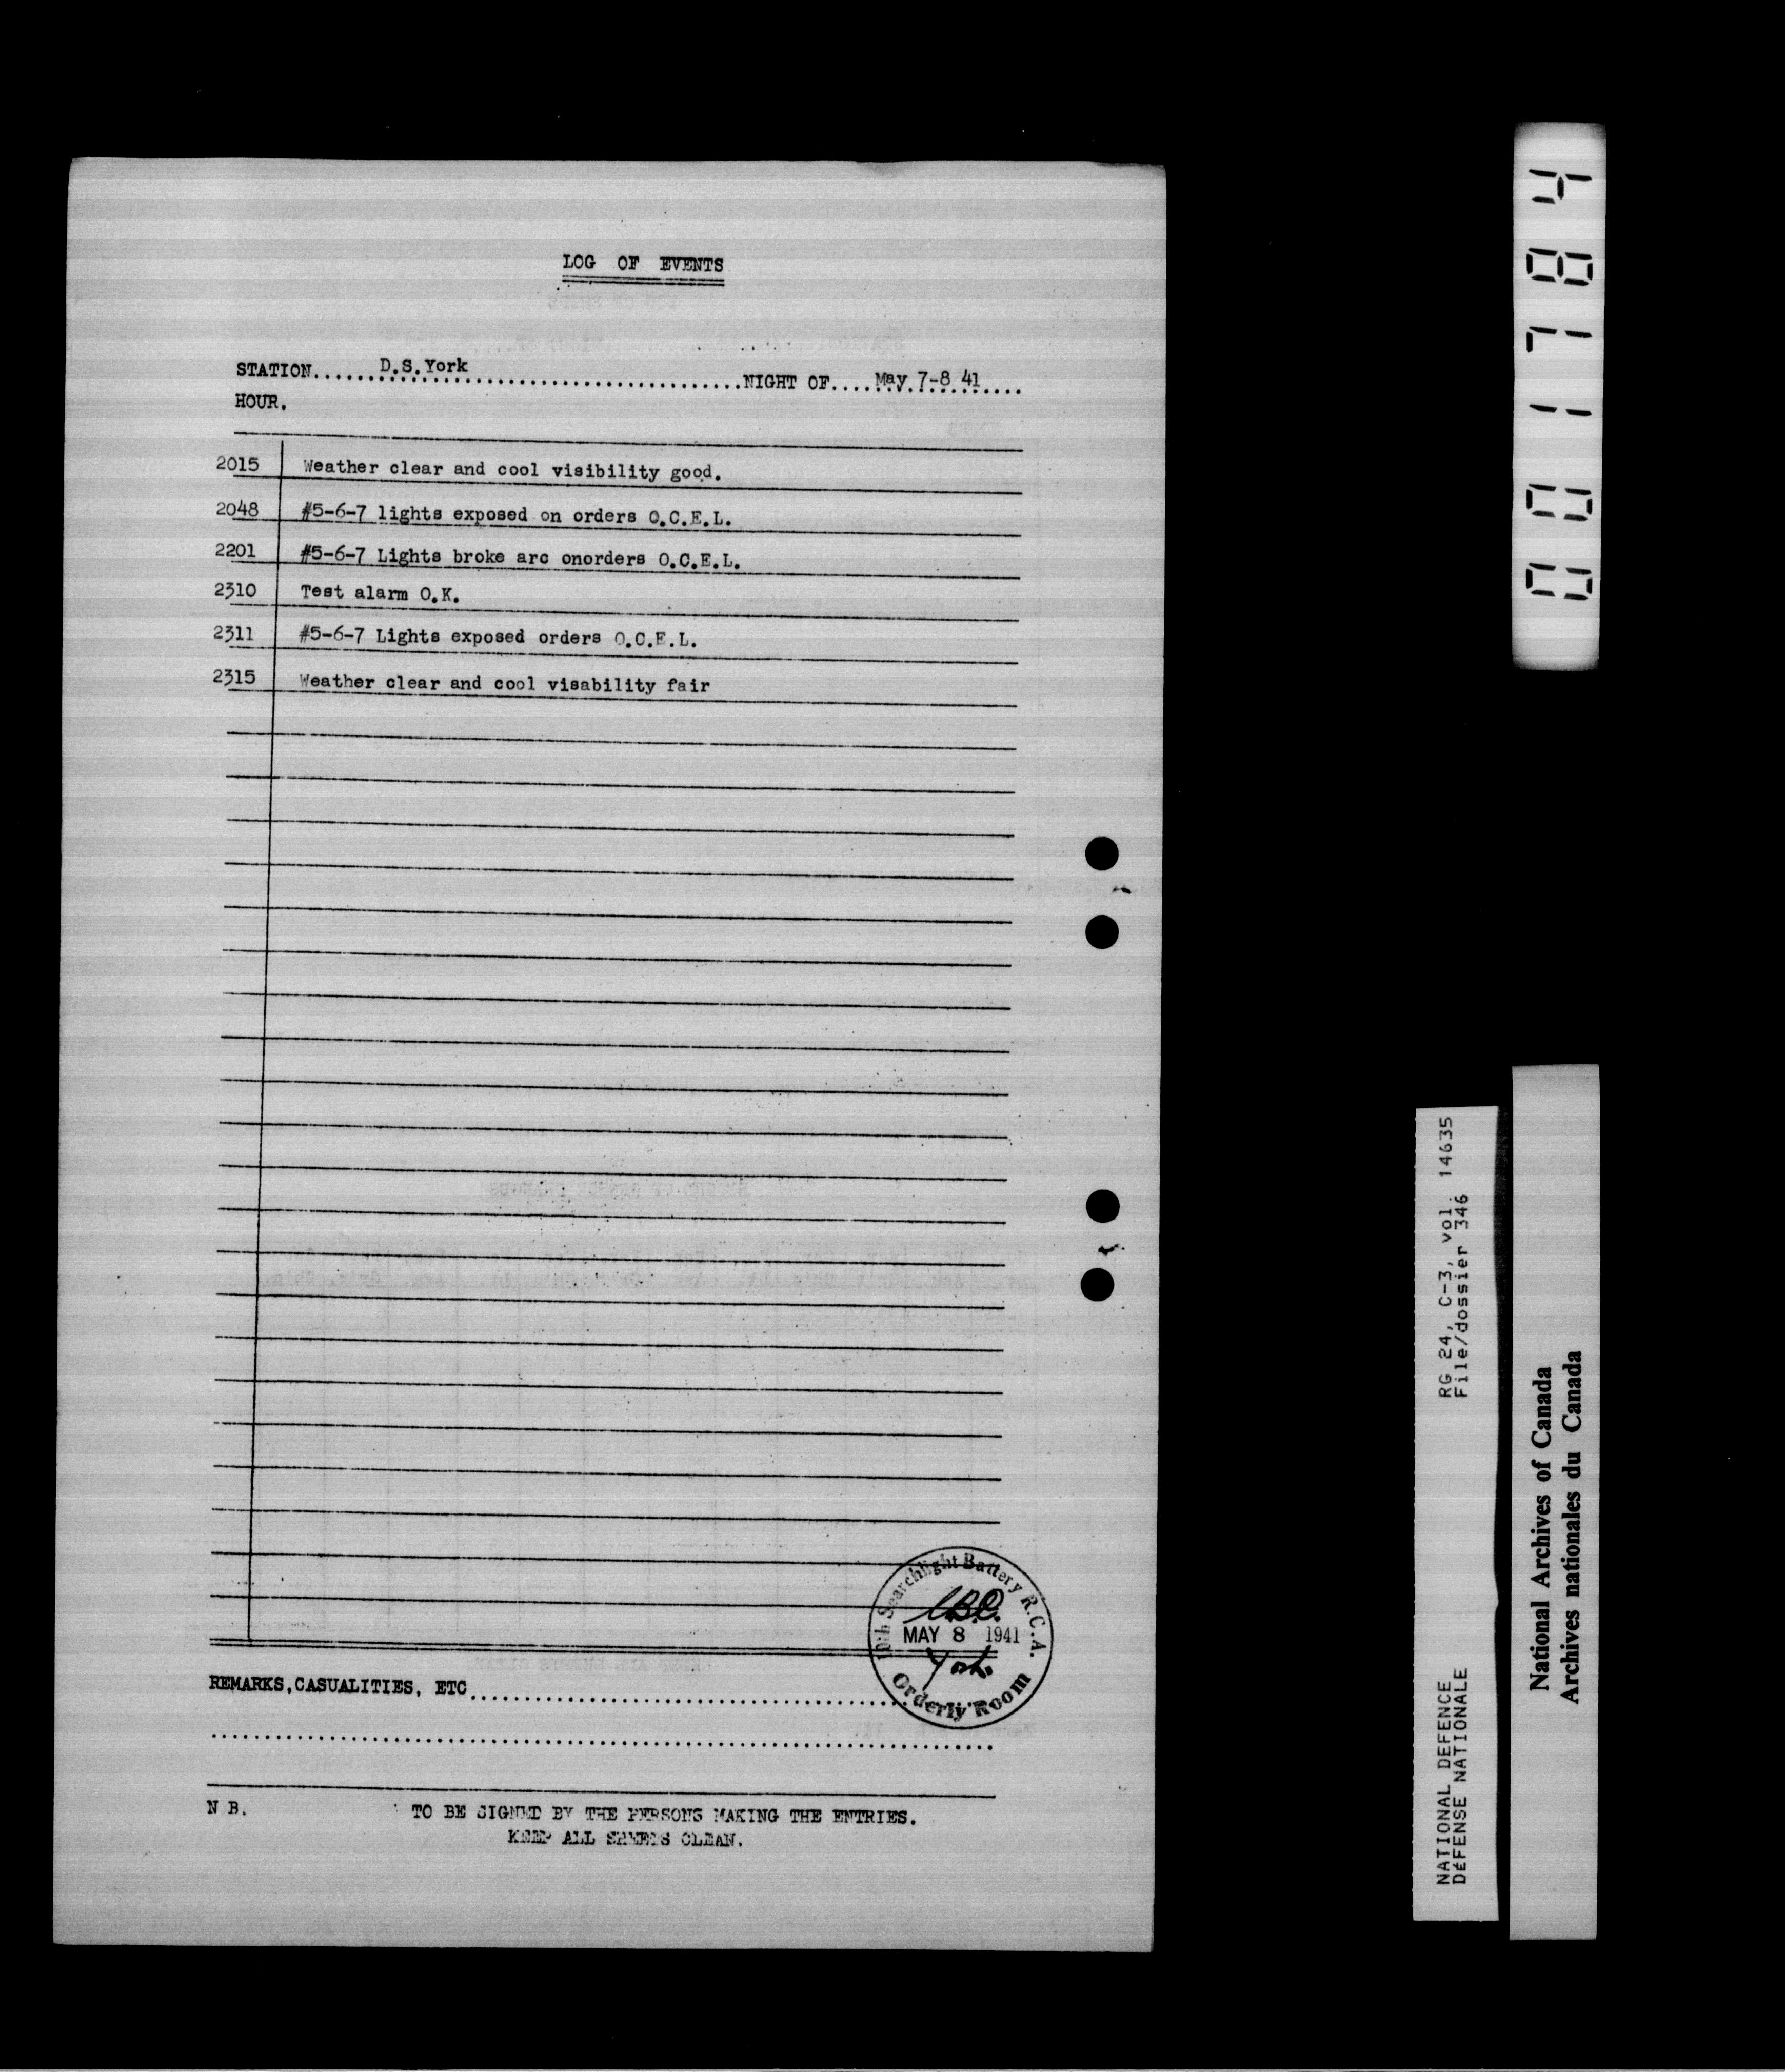 LOG OF EVENTS
STATION......D.S.York..........................NIGHT OF....May 7-8 41....
HOUR.
2015 Weather clear and cool visibility good.
2048 #5-6-7 lights exposed on orders O.C.E.L.
2201 #5-6-7 Lights broke arc onorders O.C.E.L.
2310 Test alarm O.K.
2311 #5-6-7 Lights exposed orders O.C.E.L.
2315 Weather clear and cool visability fair
10th Searchlight Battery R.C.A.
MAY 8 1941
York
Orderly Room
REMARKS,CASUALITIES, ETC..........................................
..................................................................
N B. TO BE SIGNED BY THE PERSONS MAKING THE ENTRIES.
KEEP ALL SHEETS CLEAN.
001784
RG 24, C-3, vol. 14635
File/dossier 346
NATIONAL DEFENCE
DÉFENSE NATIONALE
National Archives of Canada
Archives nationales du Canada